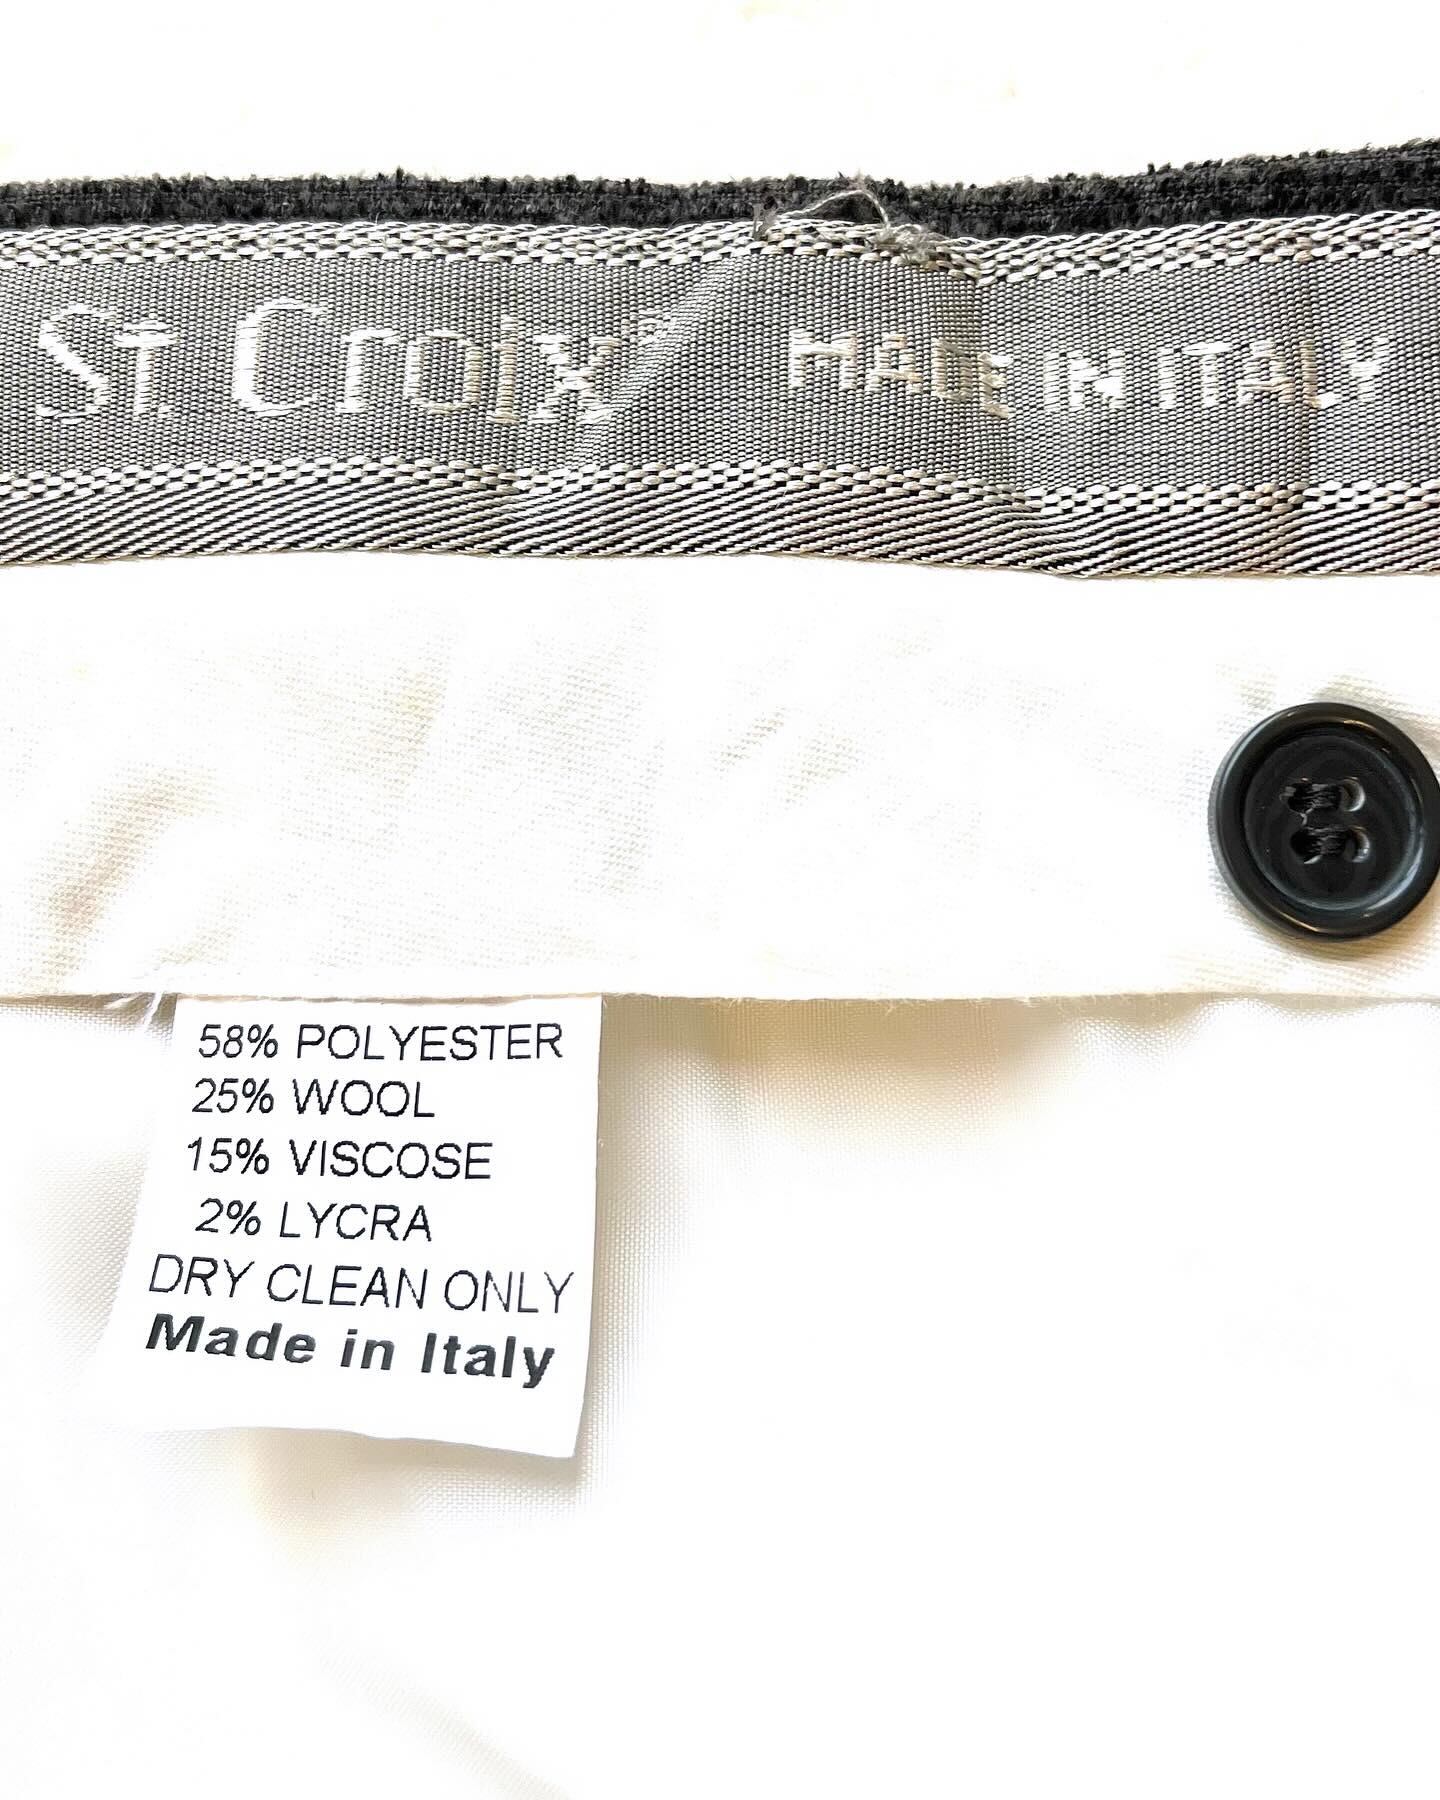 St. Croix® MADE IN ITALY
58% POLYESTER
25% WOOL
15% VISCOSE
2% LYCRA
DRY CLEAN ONLY
Made in Italy